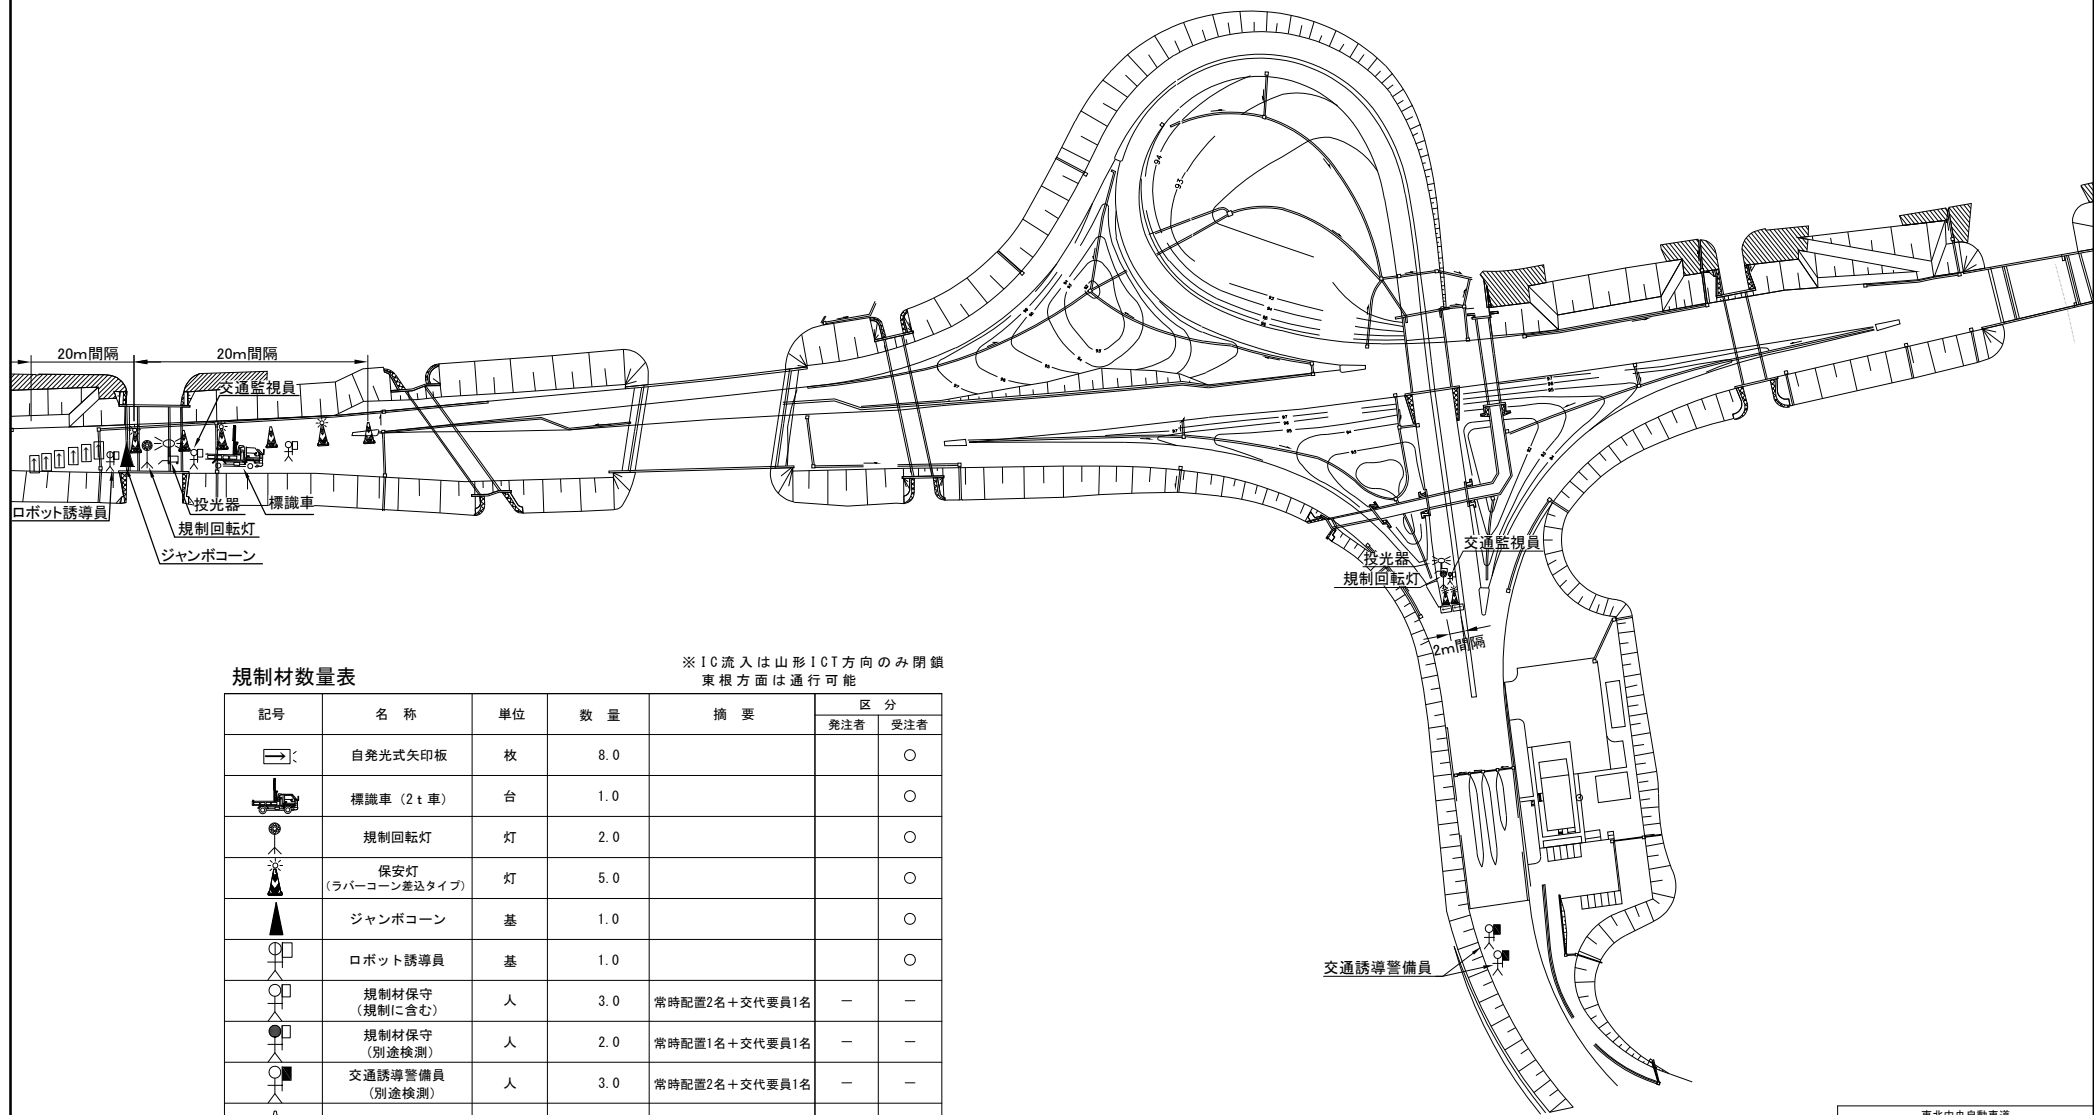 20m間隔
20m間隔
交通監視員
ロボット誘導員
投光器
標識車
規制回転灯
ジャンボコーン
94
93
投光器
規制回転灯
交通監視員
2m間隔
交通誘導警備員
規制材数量表
※IC流入は山形ICT方向のみ閉鎖
東根方面は通行可能
記号 名 称 単位 数 量 摘 要 区 分
発注者 受注者
自発光式矢印板 枚 8.0 ○
標識車（2ｔ車） 台 1.0 ○
規制回転灯 灯 2.0 ○
保安灯
（ラバーコーン差込タイプ） 灯 5.0 ○
ジャンボコーン 基 1.0 ○
ロボット誘導員 基 1.0 ○
規制材保守
（規制に含む） 人 3.0 常時配置2名＋交代要員1名 － －
規制材保守
（別途検測） 人 2.0 常時配置1名＋交代要員1名 － －
交通誘導警備員
（別途検測） 人 3.0 常時配置2名＋交代要員1名 － －